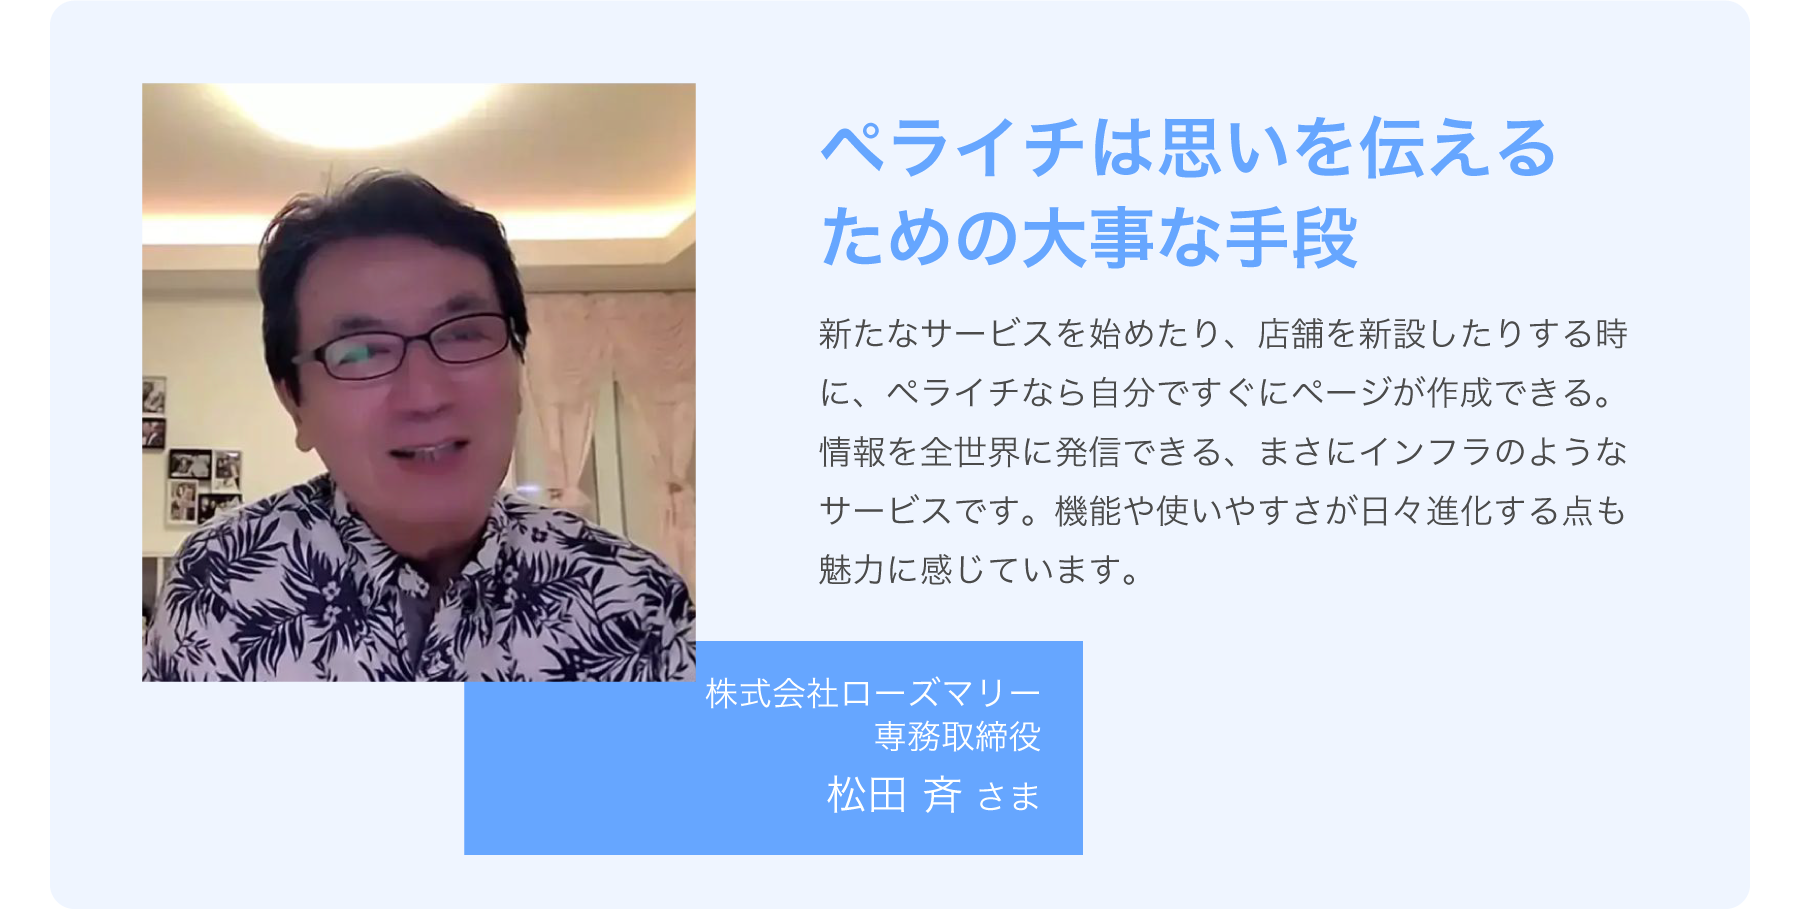 ペライチは思いを伝える
ための大事な手段
新たなサービスを始めたり、店舗を新設したりする時
に、ペライチなら自分ですぐにページが作成できる。
情報を全世界に発信できる、まさにインフラのような
サービスです。機能や使いやすさが日々進化する点も
魅力に感じています。
株式会社ローズマリー
専務取締役
松田 斉 さま